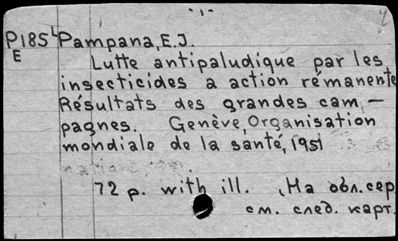 P185⁴ Pampana, E.J.
E
Lutte antipaludique par les
insecticides a action rémanente
Résultats des grandes cam,—
pagnes. Genève, Organisation
mondiale de la santé, 1951
72 p. with ill. На обл.сер
см. след. карт.